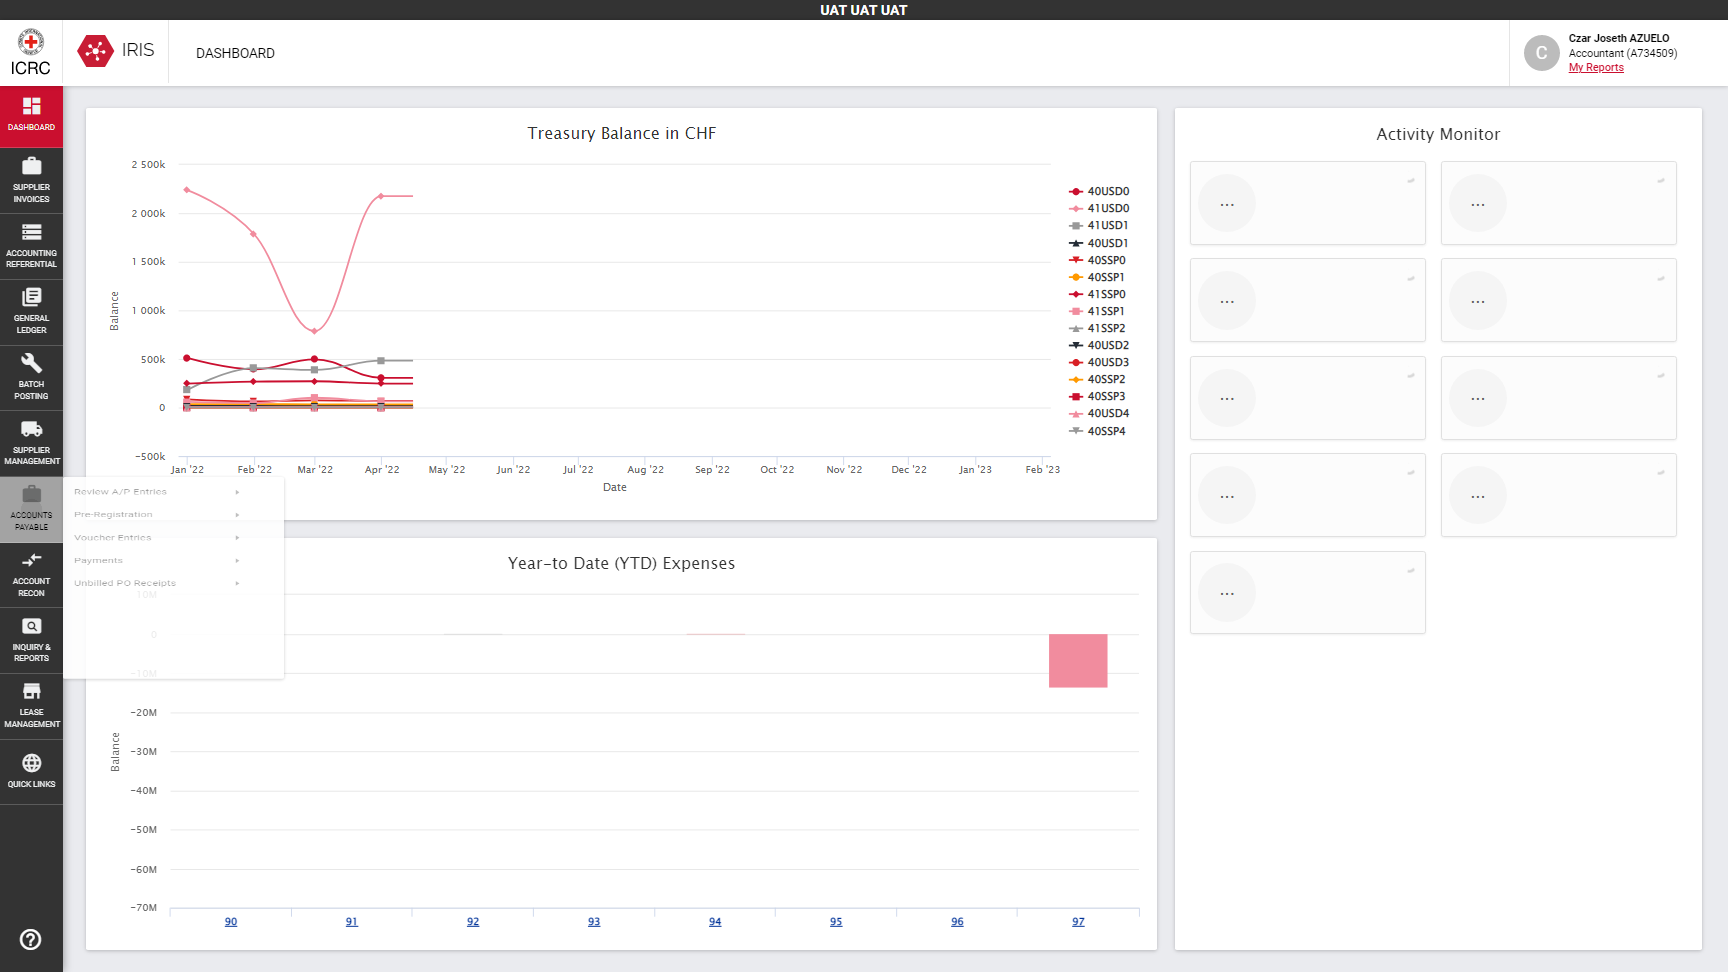 UAT UAT UAT
ICRC
IRIS
DASHBOARD
C
Czar Joseth AZUELO
Accountant (A734509)
My Reports
DASHBOARD
SUPPLIER
INVOICES
ACCOUNTING
REFERENTIAL
GENERAL
LEDGER
BATCH
POSTING
SUPPLIER
MANAGEMENT
ACCOUNTS
PAYABLE
ACCOUNT
RECON
INQUIRY &
REPORTS
LEASE
MANAGEMENT
QUICK LINKS
Review A/P Entries
Pre-Registration
Voucher Entries
Payments
Unbilled PO Receipts
Treasury Balance in CHF
2 500k
2 000k
1 500k
1 000k
500k
0
−500k
Balance
Jan '22 Feb '22 Mar '22 Apr '22 May '22 Jun '22 Jul '22 Aug '22 Sep '22 Oct '22 Nov '22 Dec '22 Jan '23 Feb '23
Date
40USD0
41USD0
41USD1
40USD1
40SSP0
40SSP1
41SSP0
41SSP1
41SSP2
40USD2
40USD3
40SSP2
40SSP3
40USD4
40SSP4
Year-to Date (YTD) Expenses
10M
0
−10M
−20M
−30M
−40M
−50M
−60M
−70M
Balance
90 91 92 93 94 95 96 97
Activity Monitor
... ...
... ...
... ...
... ...
...